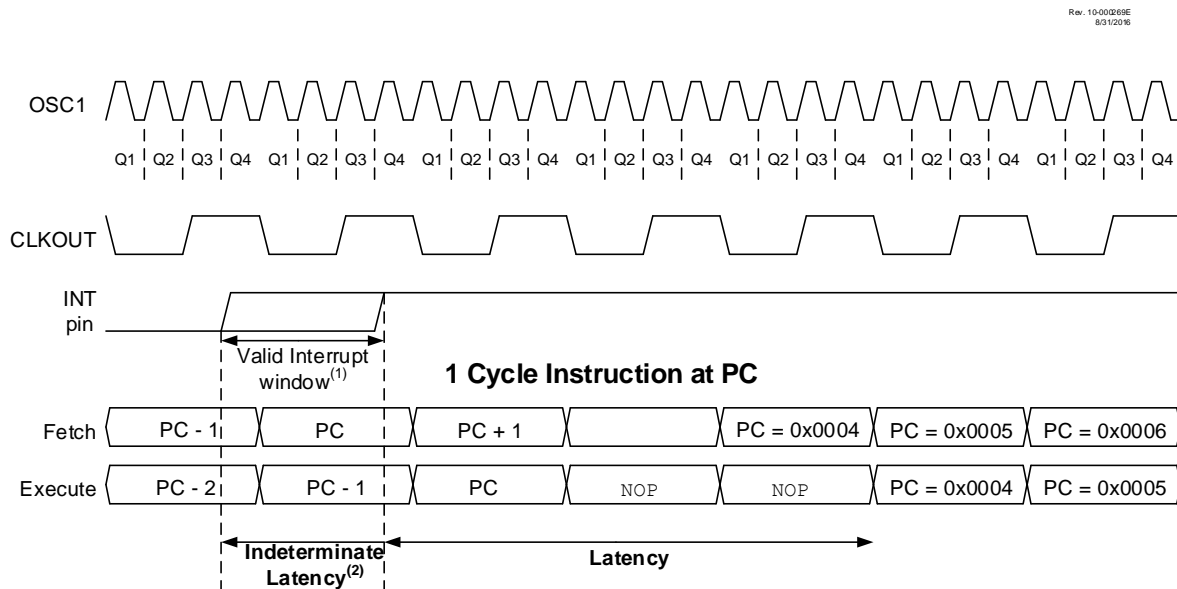 Rev. 10-000269E
8/31/2016
OSC1
Q1 Q2 Q3 Q4 Q1 Q2 Q3 Q4 Q1 Q2 Q3 Q4 Q1 Q2 Q3 Q4 Q1 Q2 Q3 Q4 Q1 Q2 Q3 Q4 Q1 Q2 Q3 Q4
CLKOUT
INT
pin
Valid Interrupt
window(1)
1 Cycle Instruction at PC
Fetch PC - 1 PC PC + 1 PC = 0x0004 PC = 0x0005 PC = 0x0006
Execute PC - 2 PC - 1 PC NOP NOP PC = 0x0004 PC = 0x0005
Indeterminate
Latency(2)
Latency